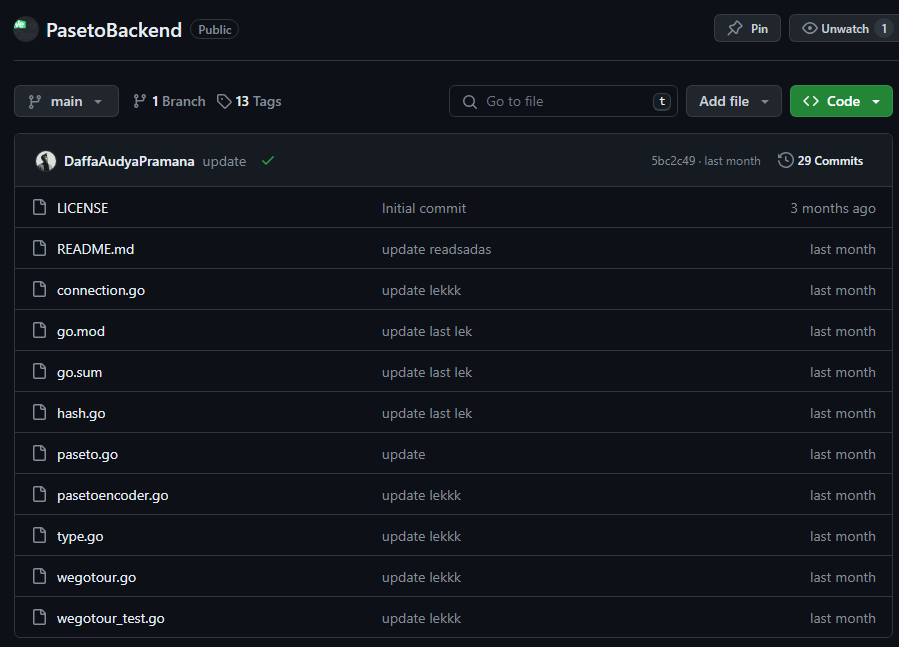 PasetoBackend Public Pin Unwatch 1
main 1 Branch 13 Tags Go to file t Add file Code
DaffaAudyaPramana update 5bc2c49 · last month 29 Commits
LICENSE Initial commit 3 months ago
README.md update readsadas last month
connection.go update lekkk last month
go.mod update last lek last month
go.sum update last lek last month
hash.go update last lek last month
paseto.go update last month
pasetoencoder.go update lekkk last month
type.go update lekkk last month
wegotour.go update lekkk last month
wegotour_test.go update lekkk last month